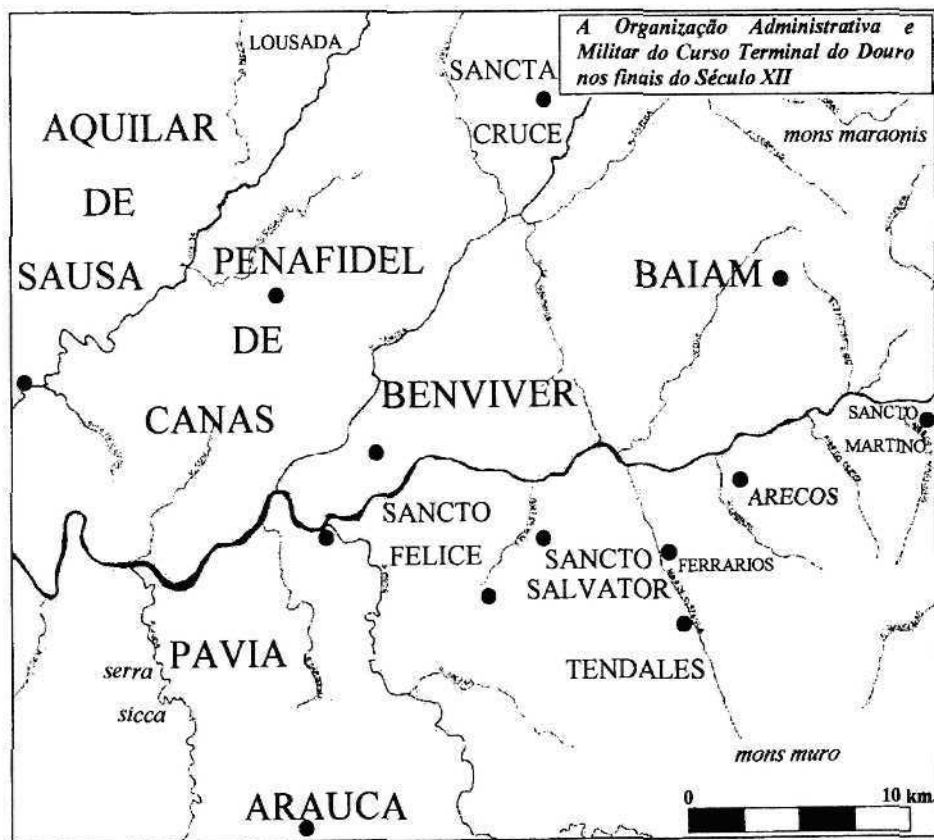 A Organização Administrativa e
Militar do Curso Terminal do Douro
nos finais do Século XII
LOUSADA
SANCTA
CRUCE
mons maraonis
AQUILAR
DE
SAUSA
PENAFIDEL
DE
CANAS
BAIAM
BENVIVER
SANCTO
MARTINO
ARECOS
SANCTO
FELICE
SANCTO
SALVATOR
FERRARIOS
TENDALES
PAVIA
serra
sicca
mons muro
ARAUCA
0
10 km.